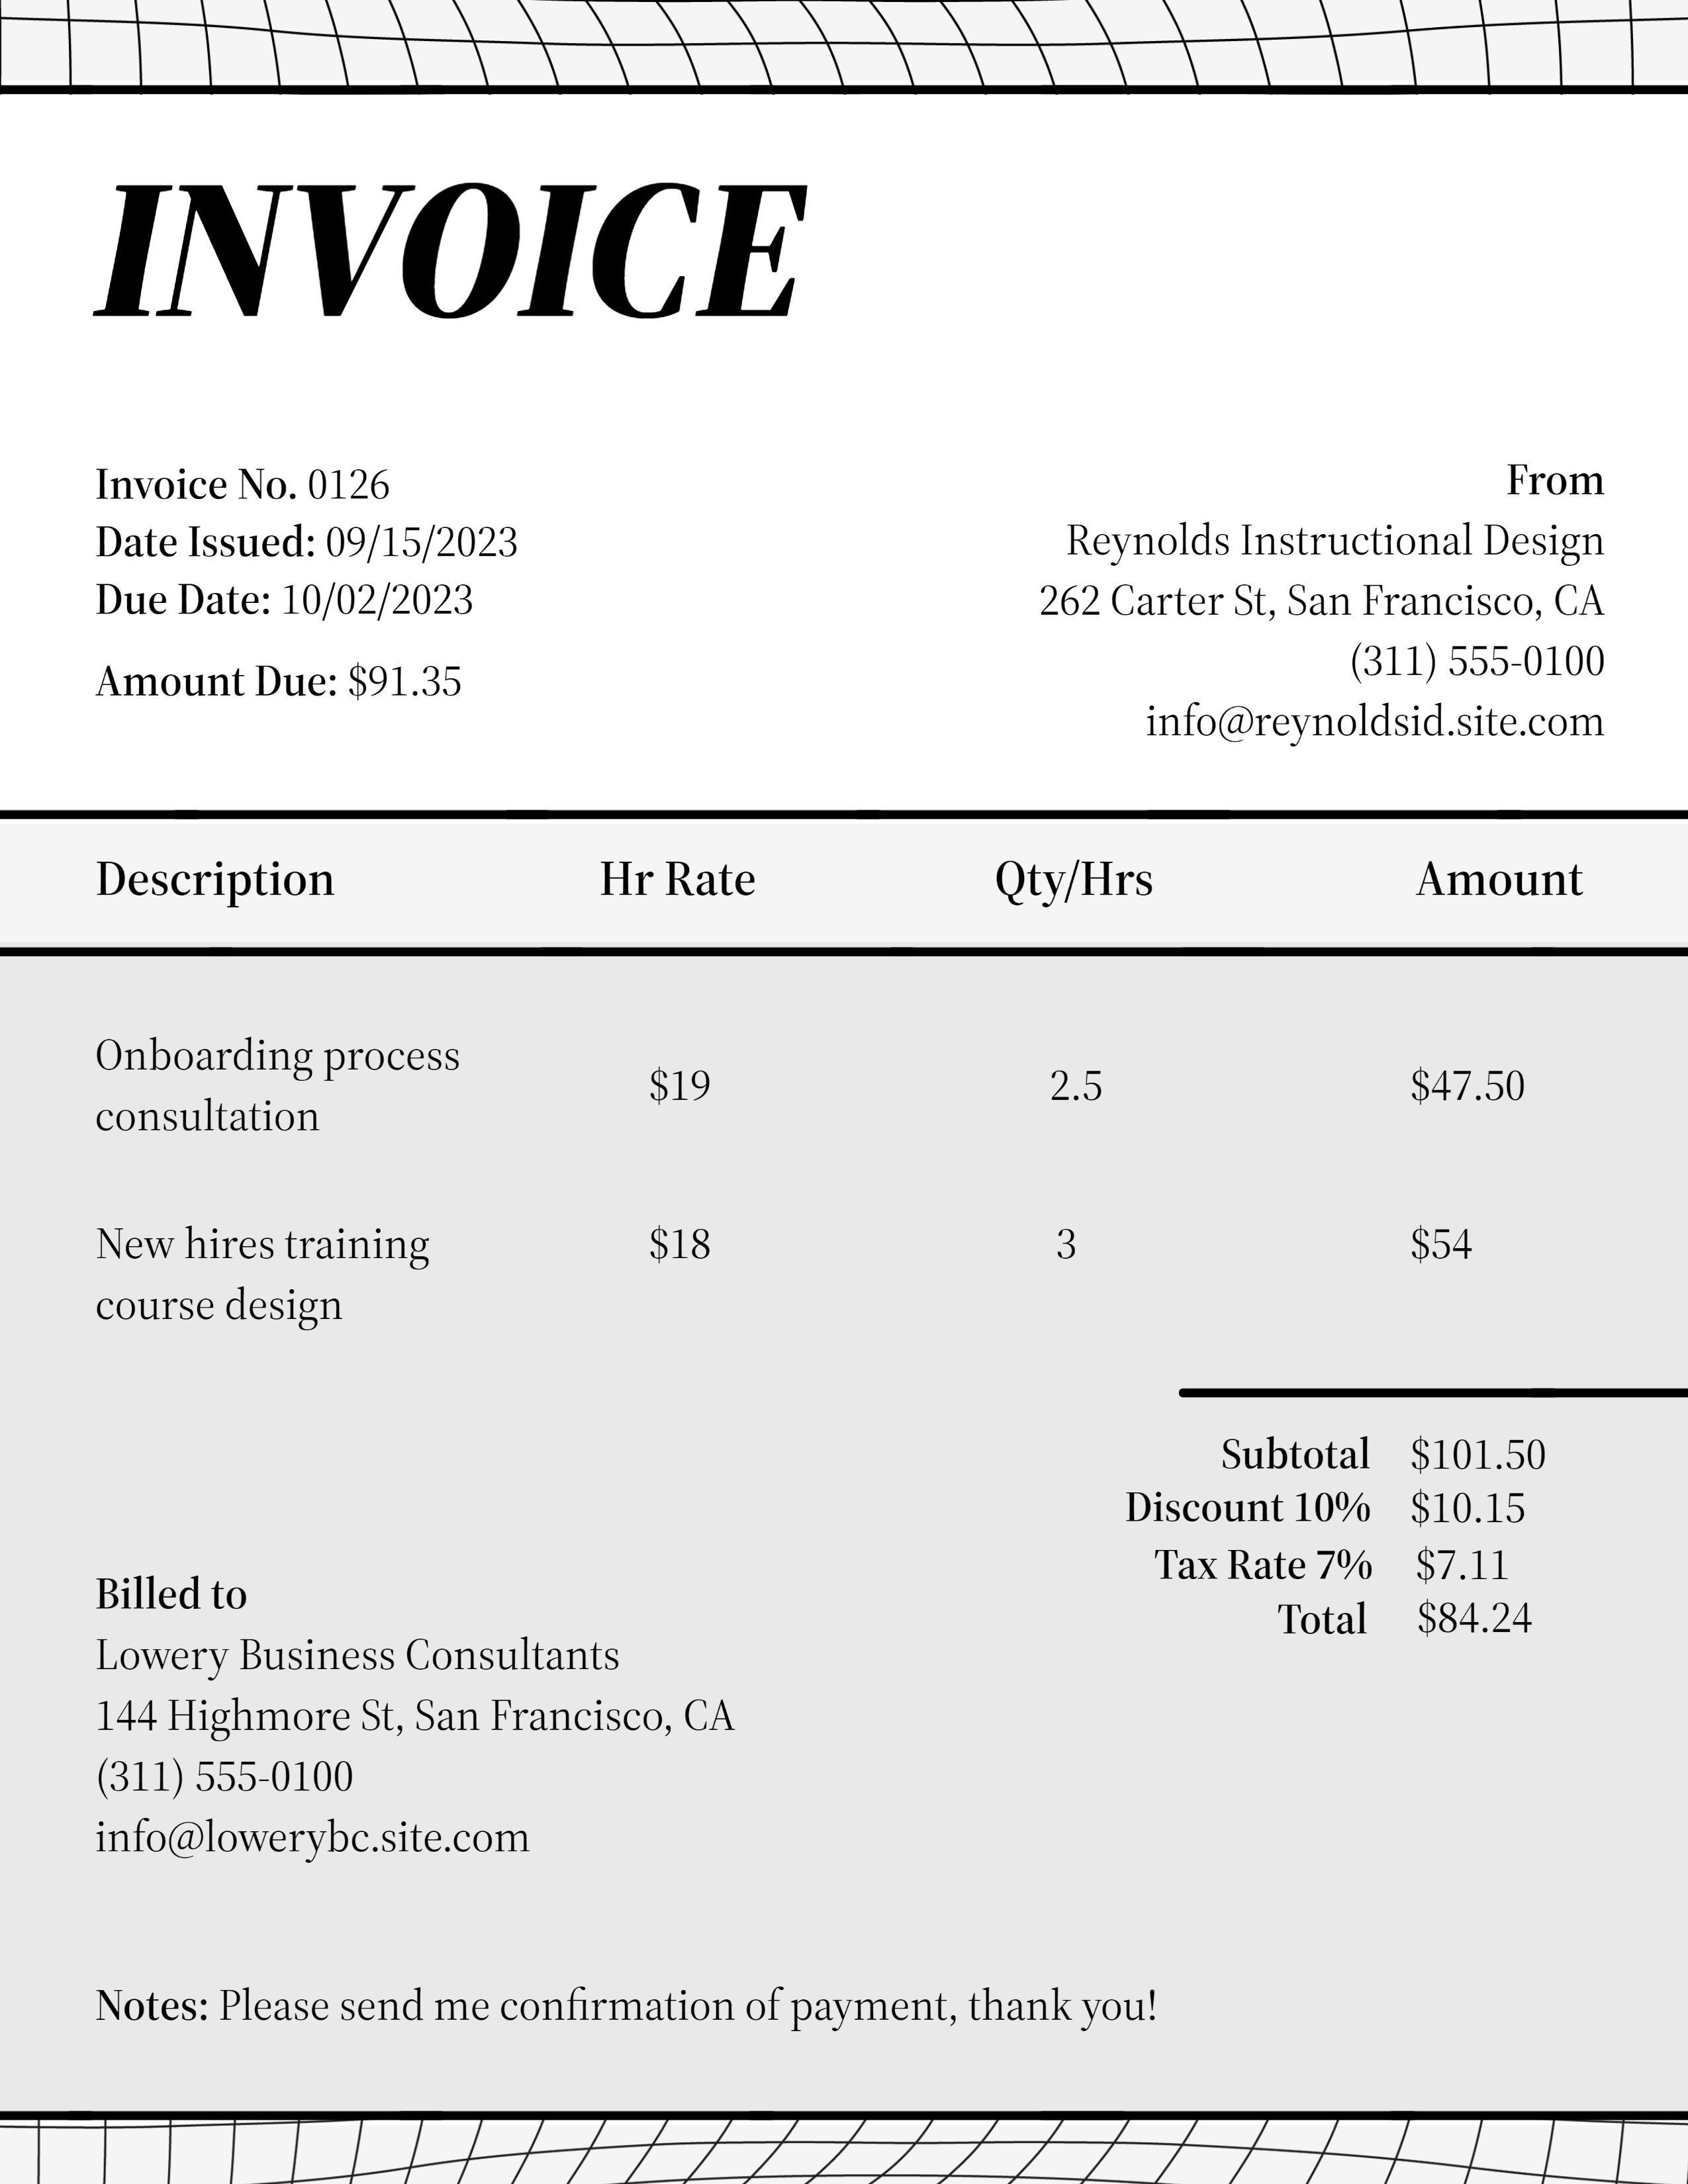 INVOICE
Invoice No. 0126
Date Issued: 09/15/2023
Due Date: 10/02/2023
Amount Due: $91.35
From
Reynolds Instructional Design
262 Carter St, San Francisco, CA
(311) 555-0100
info@reynoldsid.site.com
Description Hr Rate Qty/Hrs Amount
Onboarding process
consultation
$19 2.5 $47.50
New hires training $18 3 $54
course design
Subtotal $101.50
Discount 10% $10.15
Tax Rate 7% $7.11
Total $84.24
Billed to
Lowery Business Consultants
144 Highmore St, San Francisco, CA
(311) 555-0100
info@lowerybc.site.com
Notes: Please send me confirmation of payment, thank you!